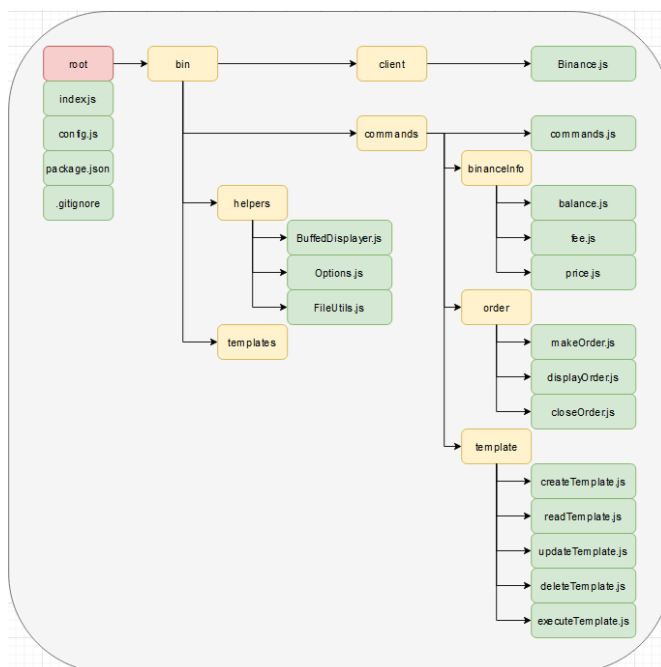 root
bin
client
Binance.js
index.js
config.js
commands
commands.js
package.json
binanceInfo
.gitignore
helpers
balance.js
BuffedDisplayer.js
fee.js
Options.js
price.js
FileUtils.js
order
templates
makeOrder.js
displayOrder.js
closeOrder.js
template
createTemplate.js
readTemplate.js
updateTemplate.js
deleteTemplate.js
executeTemplate.js